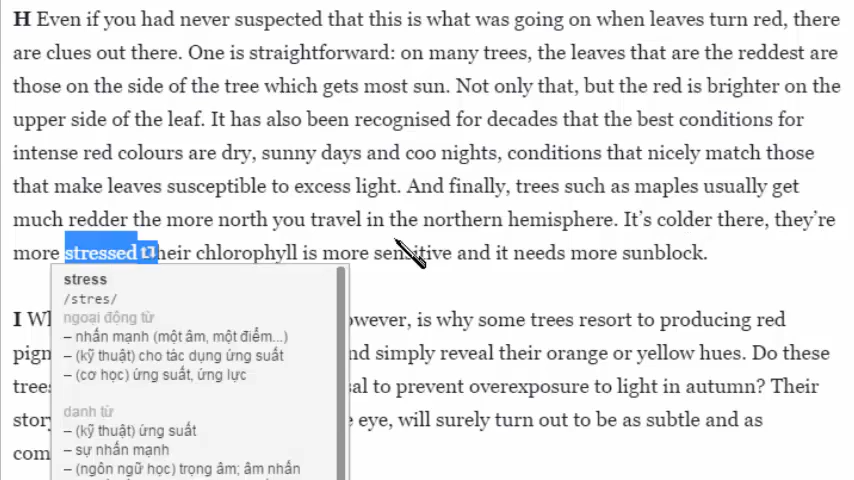 H Even if you had never suspected that this is what was going on when leaves turn red, there
are clues out there. One is straightforward: on many trees, the leaves that are the reddest are
those on the side of the tree which gets most sun. Not only that, but the red is brighter on the
upper side of the leaf. It has also been recognised for decades that the best conditions for
intense red colours are dry, sunny days and coo nights, conditions that nicely match those
that make leaves susceptible to excess light. And finally, trees such as maples usually get
much redder the more north you travel in the northern hemisphere. It's colder there, they're
more stressed their chlorophyll is more sensitive and it needs more sunblock.
stress
/stres/
ngoại động từ
– nhấn mạnh (một âm, một điểm...)
– (kỹ thuật) cho tác dụng ứng suất
– (cơ học) ứng suất, ứng lực
danh từ
– (kỹ thuật) ứng suất
– sự nhấn mạnh
– (ngôn ngữ học) trọng âm; âm nhấn
I Wh owever, is why some trees resort to producing red
pign nd simply reveal their orange or yellow hues. Do these
trees al to prevent overexposure to light in autumn? Their
story e eye, will surely turn out to be as subtle and as
com